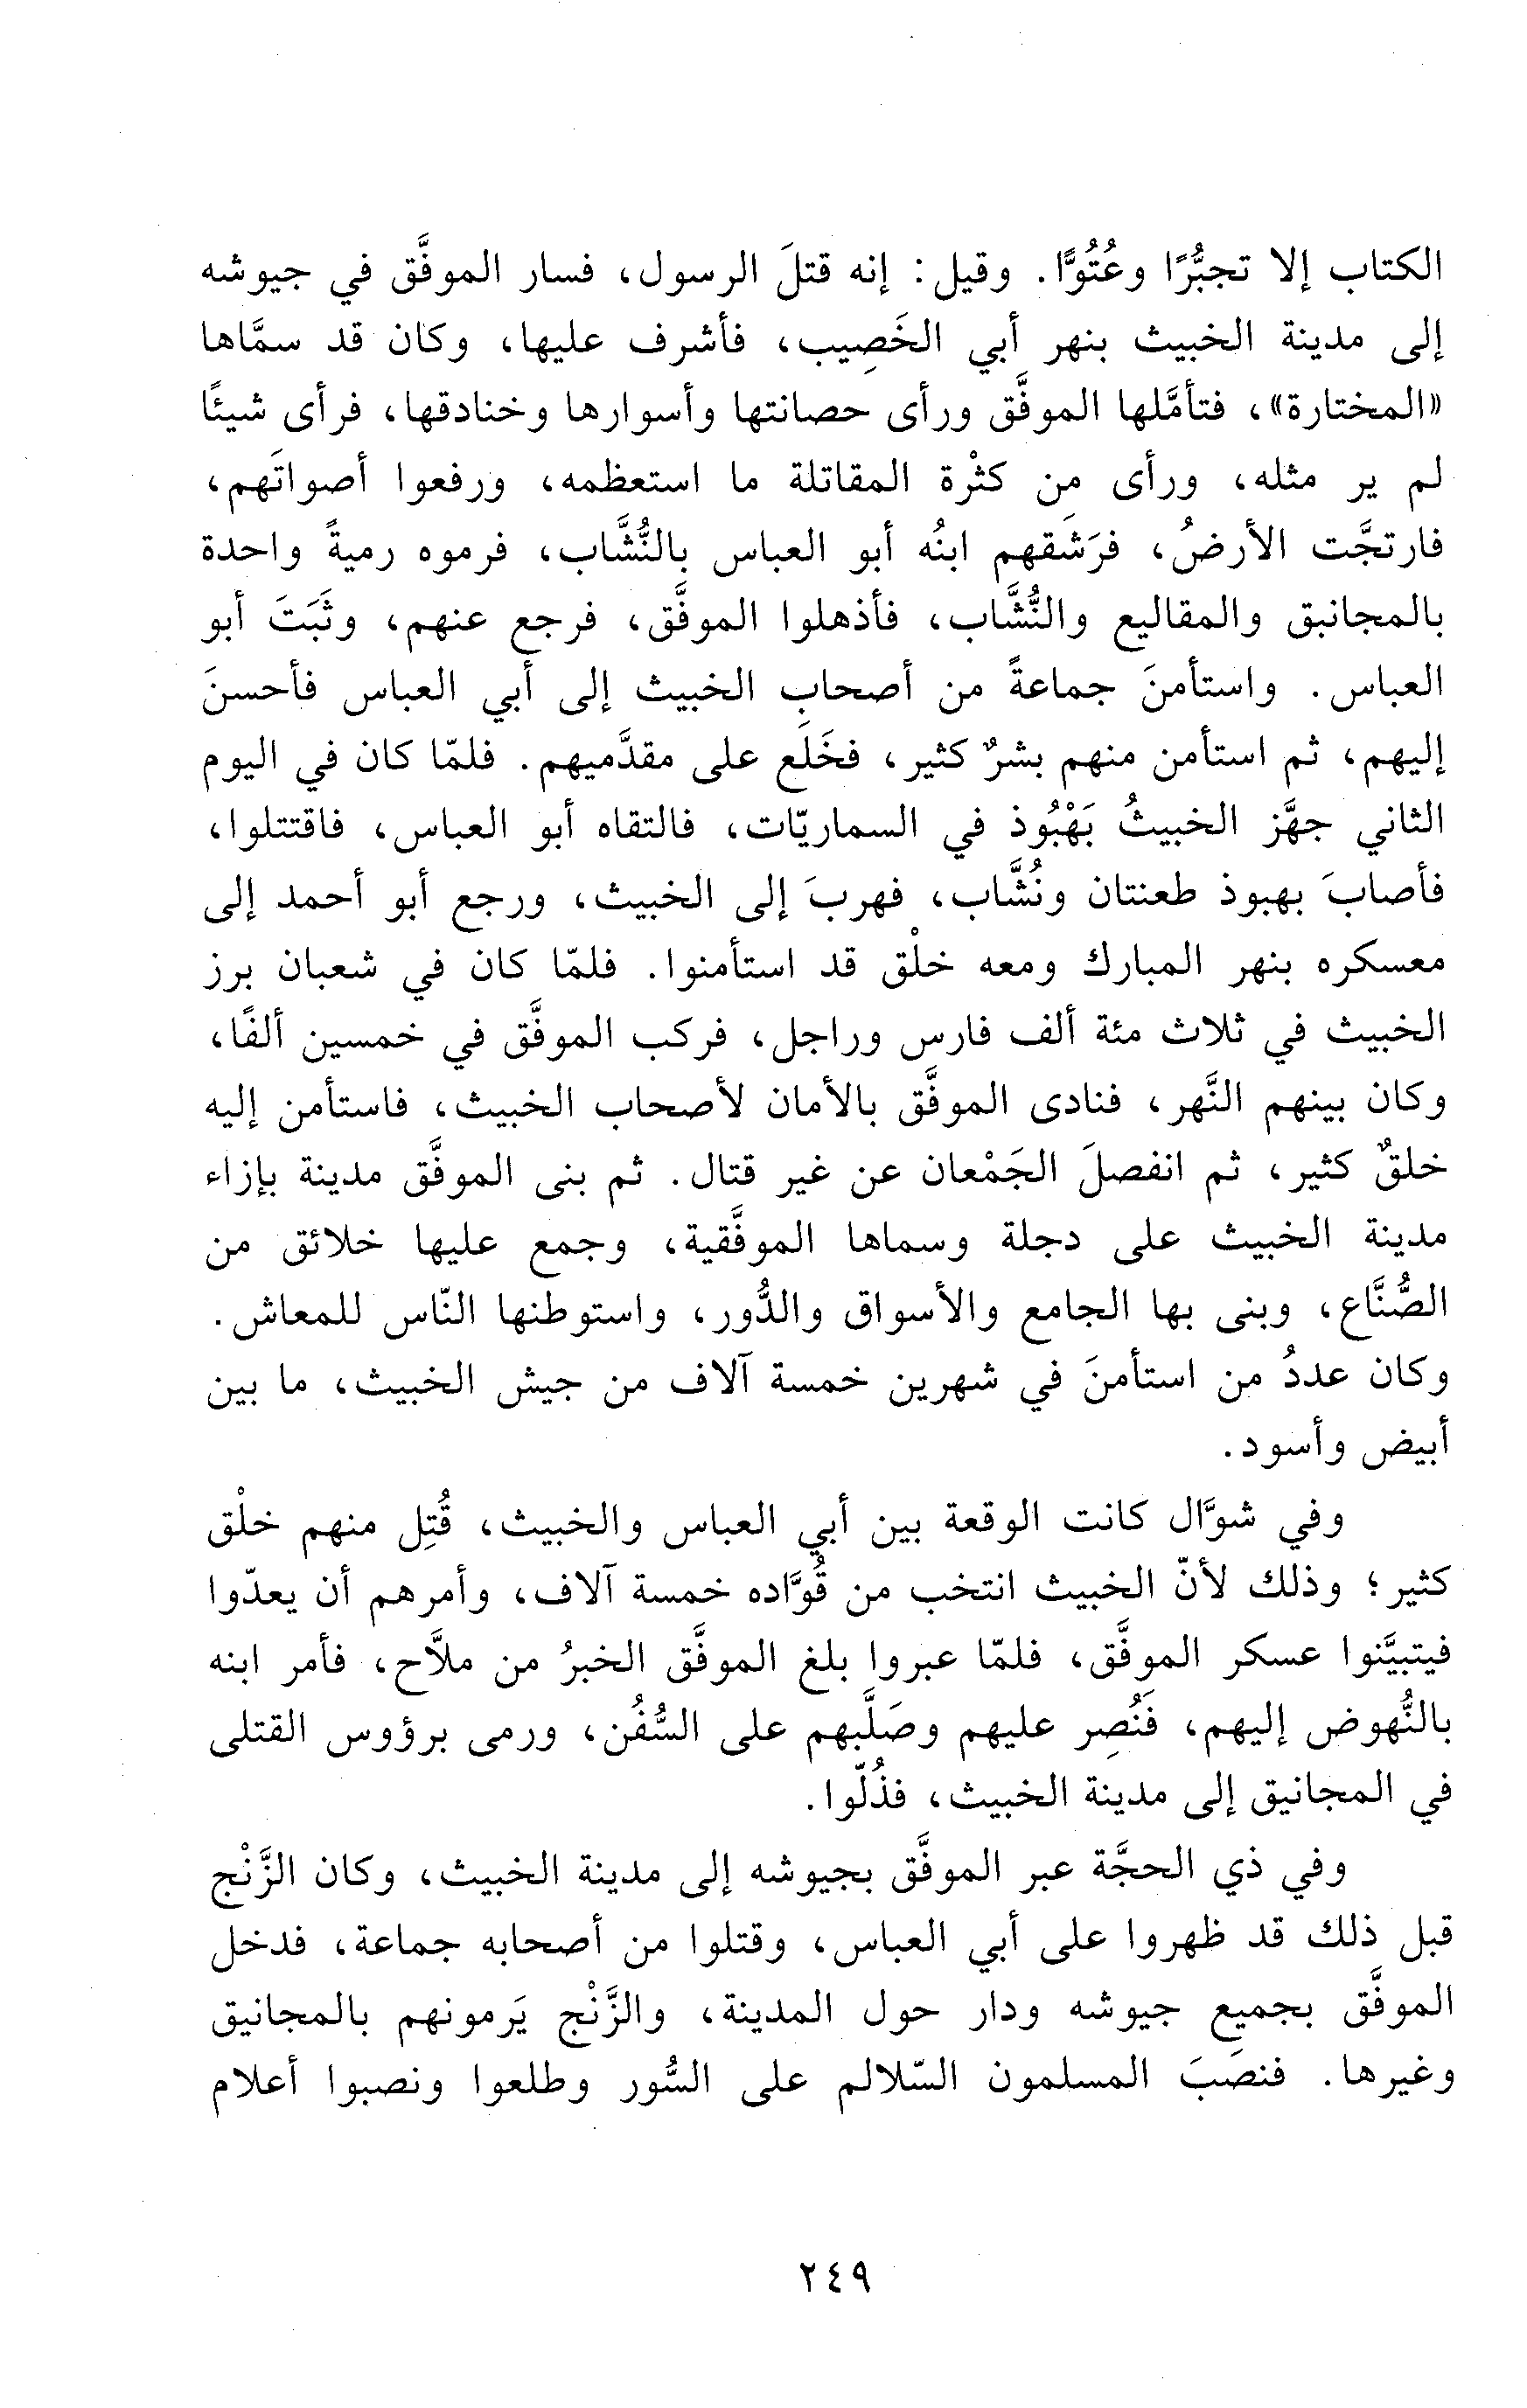 الكتاب إلا تجبُّرًا وعُتُوًّا. وقيل: إنه قتلَ الرسول، فسار الموفَّق في جيوشه
إلى مدينة الخبيث بنهر أبي الخَصِيب، فأشرف عليها، وكان قد سمَّاها
«المختارة»، فتأمَّلها الموفَّق ورأى حصانتها وأسوارها وخنادقها، فرأى شيئًا
لم ير مثله، ورأى من كثْرة المقاتلة ما استعظمه، ورفعوا أصواتَهم،
فارتجَّت الأرضُ، فرَشَقهم ابنُه أبو العباس بالنُّشَّاب، فرموه رميةً واحدة
بالمجانبق والمقاليع والنُّشَّاب، فأذهلوا الموفَّق، فرجع عنهم، وثَبَتَ أبو
العباس. واستأمنَ جماعةً من أصحاب الخبيث إلى أبي العباس فأحسنَ
إليهم، ثم استأمن منهم بشرٌ كثير، فخَلَع على مقدَّميهم. فلمّا كان في اليوم
الثاني جهَّز الخبيثُ بَهْبُوذ في السماريّات، فالتقاه أبو العباس، فاقتتلوا،
فأصابَ بهبوذ طعنتان ونُشَّاب، فهربَ إلى الخبيث، ورجع أبو أحمد إلى
معسكره بنهر المبارك ومعه خلْق قد استأمنوا. فلمّا كان في شعبان برز
الخبيث في ثلاث مئة ألف فارس وراجل، فركب الموفَّق في خمسين ألفًا،
وكان بينهم النَّهر، فنادى الموفَّق بالأمان لأصحاب الخبيث، فاستأمن إليه
خلقٌ كثير، ثم انفصلَ الجَمْعان عن غير قتال. ثم بنى الموفَّق مدينة بإزاء
مدينة الخبيث على دجلة وسماها الموفَّقية، وجمع عليها خلائق من
الصُّنَّاع، وبنى بها الجامع والأسواق والدُّور، واستوطنها النّاس للمعاش.
وكان عددُ من استأمنَ في شهرين خمسة آلاف من جيش الخبيث، ما بين
أبيض وأسود.
وفي شوَّال كانت الوقعة بين أبي العباس والخبيث، قُتِل منهم خلْق
كثير؛ وذلك لأنّ الخبيث انتخب من قُوَّاده خمسة آلاف، وأمرهم أن يعدّوا
فيتبيَّنوا عسكر الموفَّق، فلمّا عبروا بلغ الموفَّق الخبرُ من ملاَّح، فأمر ابنه
بالنُّهوض إليهم، فَنُصِر عليهم وصَلَّبهم على السُّفُن، ورمى برؤوس القتلى
في المجانيق إلى مدينة الخبيث، فذُلّوا.
وفي ذي الحجَّة عبر الموفَّق بجيوشه إلى مدينة الخبيث، وكان الزَّنْج
قبل ذلك قد ظهروا على أبي العباس، وقتلوا من أصحابه جماعة، فدخل
الموفَّق بجميع جيوشه ودار حول المدينة، والزَّنْج يَرمونهم بالمجانيق
وغيرها. فنصَبَ المسلمون السّلالم على السُّور وطلعوا ونصبوا أعلام
٢٤٩